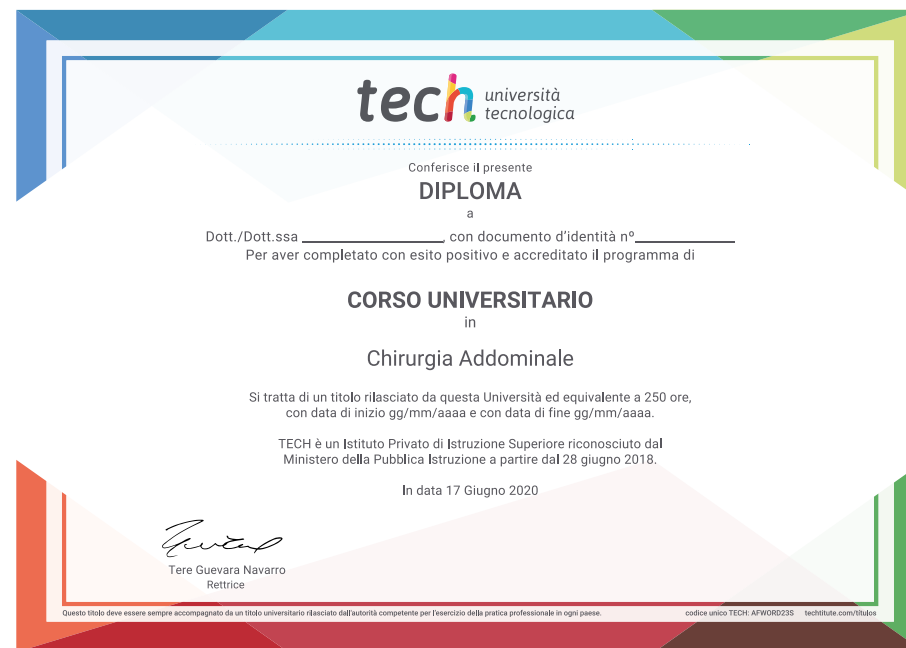 tech università
tecnologica
Conferisce il presente
DIPLOMA
a
Dott./Dott.ssa ____________________, con documento d'identità nº______________
Per aver completato con esito positivo e accreditato il programma di
CORSO UNIVERSITARIO
in
Chirurgia Addominale
Si tratta di un titolo rilasciato da questa Università ed equivalente a 250 ore,
con data di inizio gg/mm/aaaa e con data di fine gg/mm/aaaa.
TECH è un Istituto Privato di Istruzione Superiore riconosciuto dal
Ministero della Pubblica Istruzione a partire dal 28 giugno 2018.
In data 17 Giugno 2020
Tere Guevara Navarro
Rettrice
Questo titolo deve essere sempre accompagnato da un titolo universitario rilasciato dall'autorità competente per l'esercizio della pratica professionale in ogni paese. codice unico TECH: AFWORD23S techtitute.com/títulos